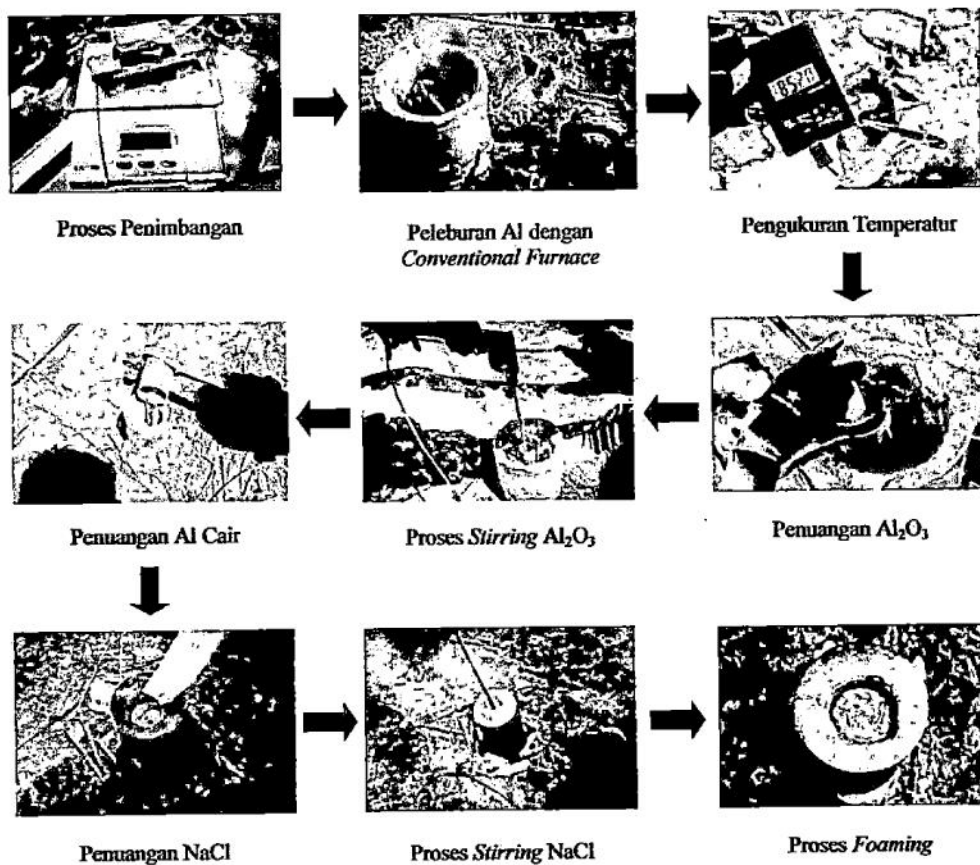 Proses Penimbangan
Peleburan Al dengan
Conventional Furnace
Pengukuran Temperatur
Penuangan Al₂O₃
Proses Stirring Al₂O₃
Penuangan Al Cair
Penuangan NaCl
Proses Stirring NaCl
Proses Foaming